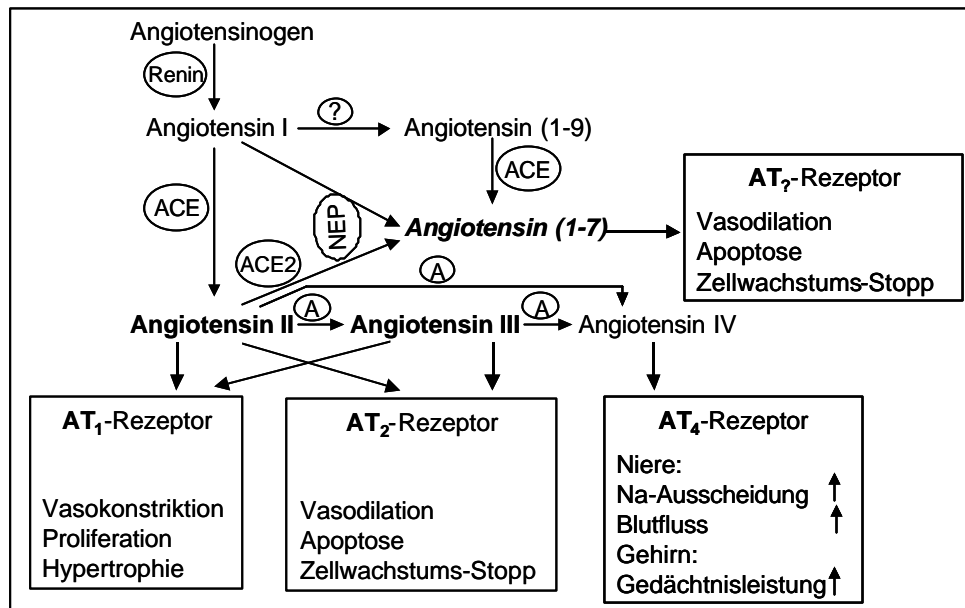 Angiotensinogen
Renin
Angiotensin I
?
Angiotensin (1-9)
ACE
ACE
NEP
Angiotensin (1-7)
ACE2
A
Angiotensin II
A
Angiotensin III
A
Angiotensin IV
AT?-Rezeptor
Vasodilation
Apoptose
Zellwachstums-Stopp
AT1-Rezeptor
Vasokonstriktion
Proliferation
Hypertrophie
AT2-Rezeptor
Vasodilation
Apoptose
Zellwachstums-Stopp
AT4-Rezeptor
Niere:
Na-Ausscheidung
Blutfluss
Gehirn:
Gedächtnisleistung